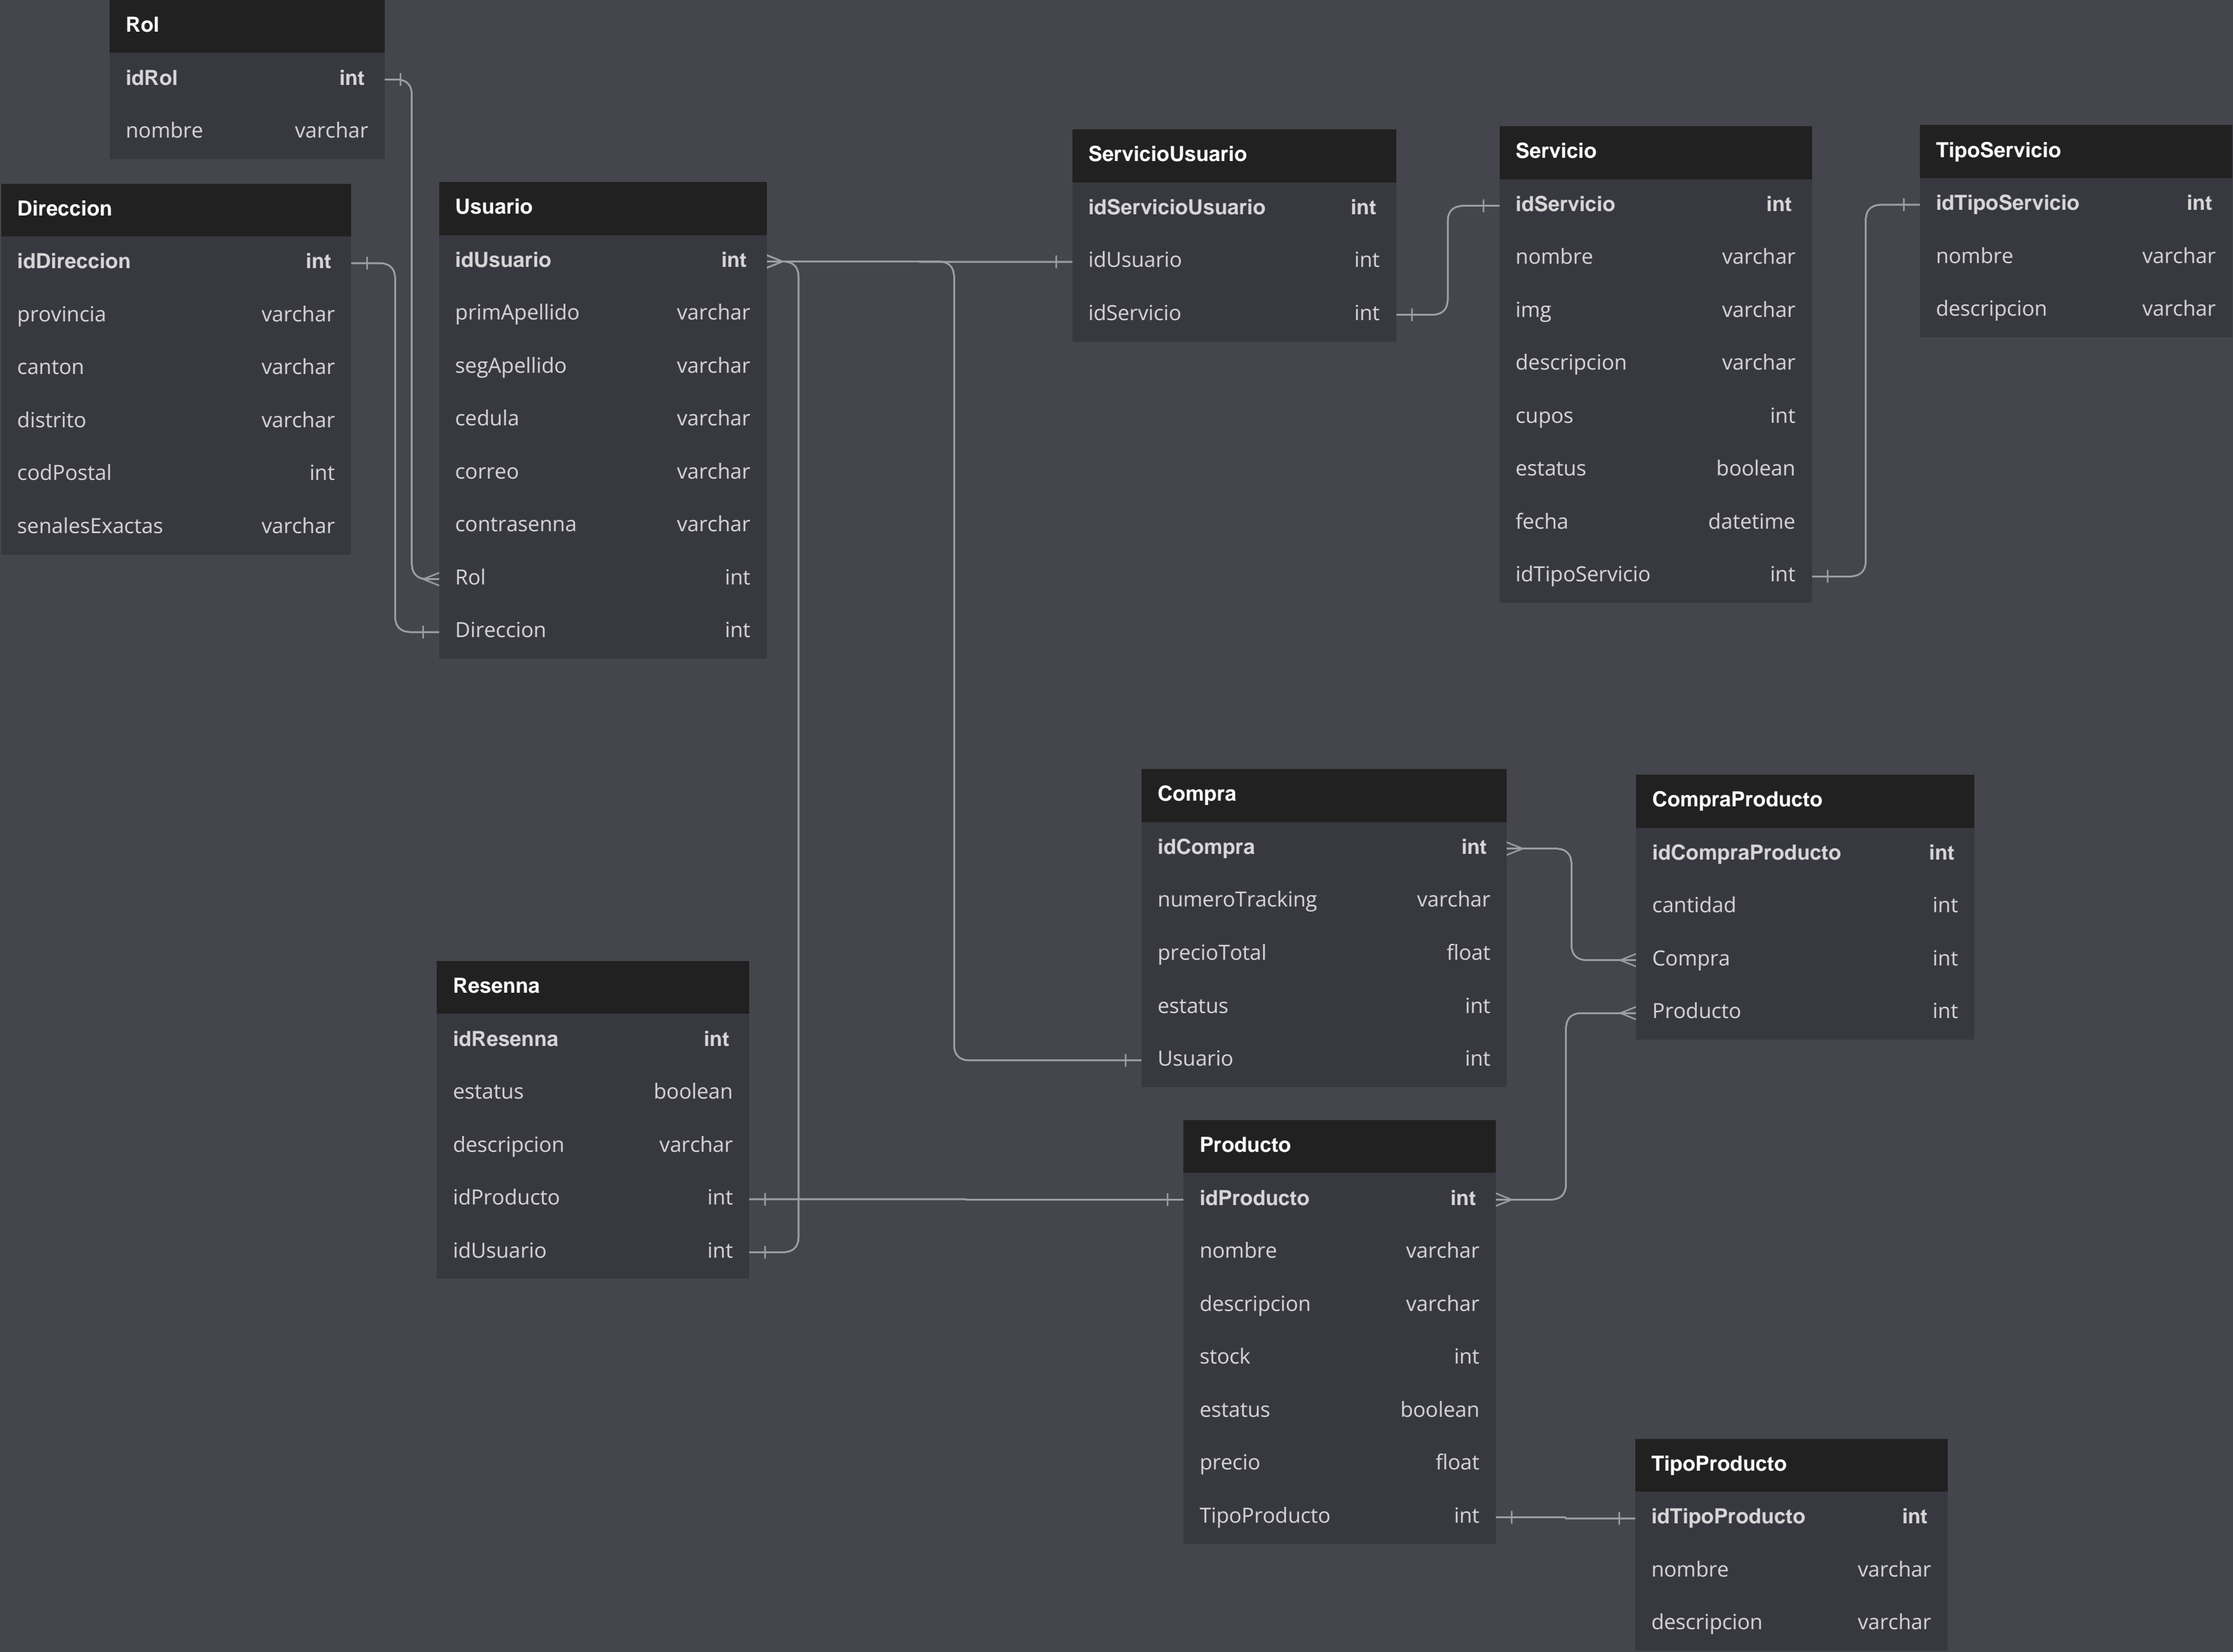 Rol
idRol int
nombre varchar
Direccion
idDireccion int
provincia varchar
canton varchar
distrito varchar
codPostal int
senalesExactas varchar
Usuario
idUsuario int
primApellido varchar
segApellido varchar
cedula varchar
correo varchar
contrasenna varchar
Rol int
Direccion int
ServicioUsuario
idServicioUsuario int
idUsuario int
idServicio int
Servicio
idServicio int
nombre varchar
img varchar
descripcion varchar
cupos int
estatus boolean
fecha datetime
idTipoServicio int
TipoServicio
idTipoServicio int
nombre varchar
descripcion varchar
Compra
idCompra int
numeroTracking varchar
precioTotal float
estatus int
Usuario int
CompraProducto
idCompraProducto int
cantidad int
Compra int
Producto int
Resenna
idResenna int
estatus boolean
descripcion varchar
idProducto int
idUsuario int
Producto
idProducto int
nombre varchar
descripcion varchar
stock int
estatus boolean
precio float
TipoProducto int
TipoProducto
idTipoProducto int
nombre varchar
descripcion varchar